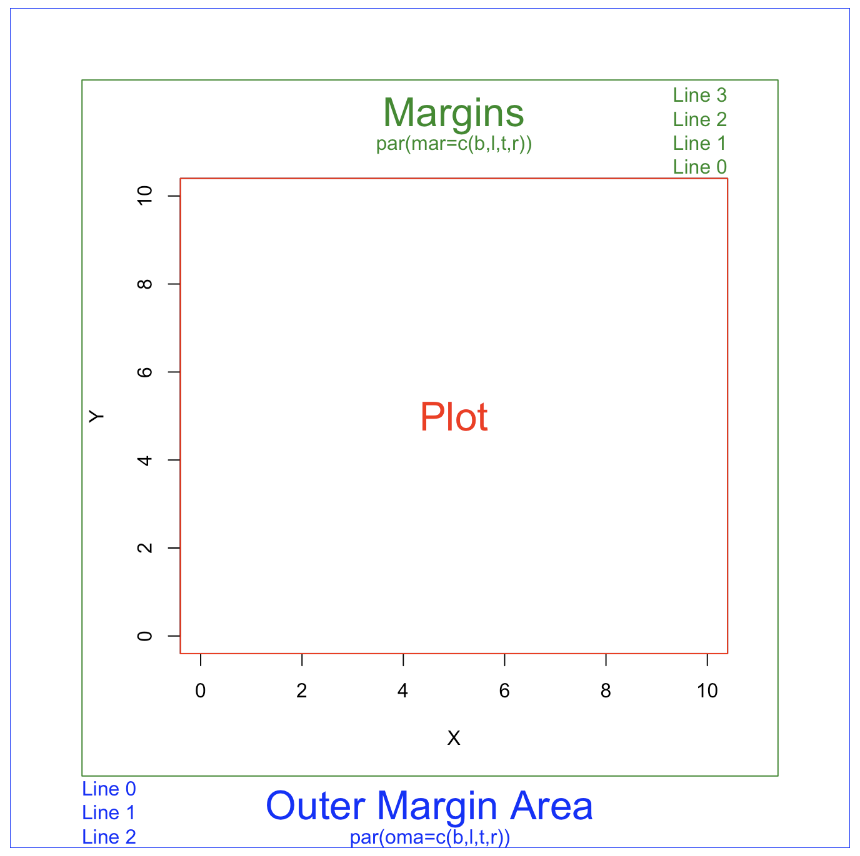 Margins
par(mar=c(b,l,t,r))
Line 3
Line 2
Line 1
Line 0
10
8
6
4
2
0
Y
Plot
0 2 4 6 8 10
X
Line 0
Line 1
Line 2
Outer Margin Area
par(oma=c(b,l,t,r))